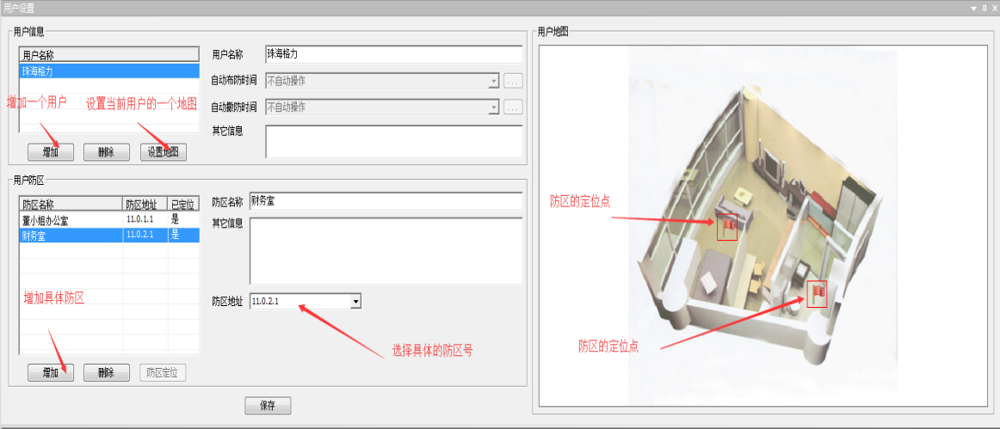 用户设置
用户信息
用户名称
珠海格力
增加一个用户
设置当前用户的一个地图
增加
删除
设置地图
用户名称
珠海格力
自动布防时间
不自动操作
...
自动撤防时间
不自动操作
...
其它信息
用户防区
防区名称 防区地址 已定位
董小姐办公室 11.0.1.1 是
财务室 11.0.2.1 是
增加具体防区
增加
删除
防区定位
防区名称
财务室
其它信息
防区地址
11.0.2.1
选择具体的防区号
保存
用户地图
防区的定位点
防区的定位点